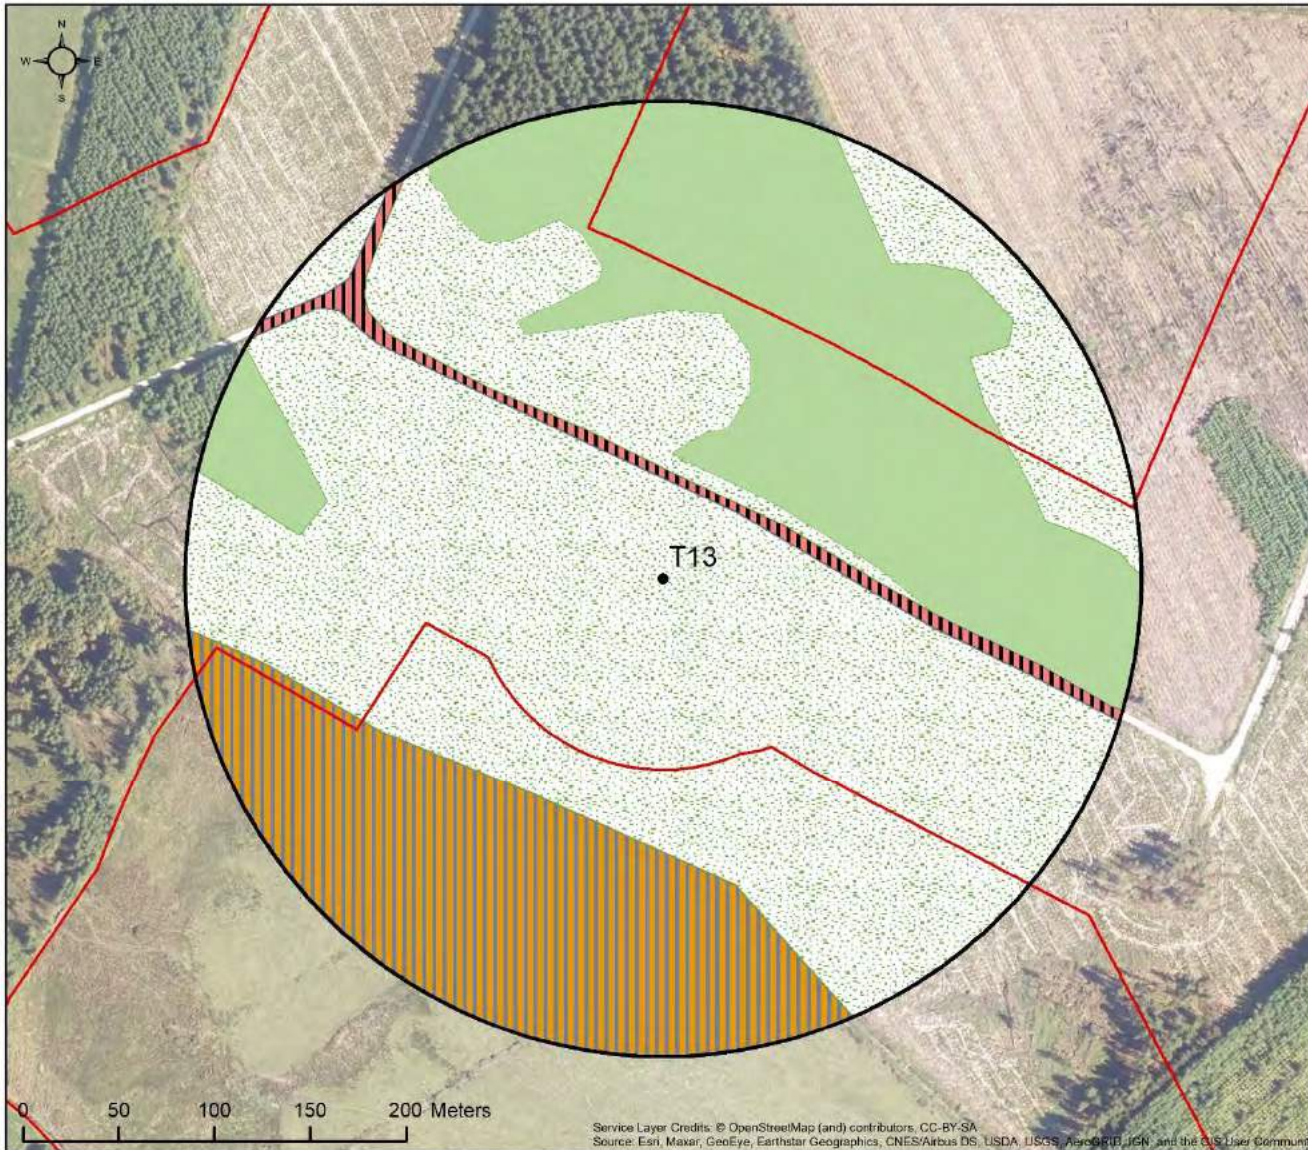 N
W E
S
T13
0 50 100 150 200 Meters
Service Layer Credits: © OpenStreetMap (and) contributors, CC-BY-SA
Source: Esri, Maxar, GeoEye, Earthstar Geographics, CNES/Airbus DS, USDA, USGS, AeroGRID, IGN, and the GIS User Communit